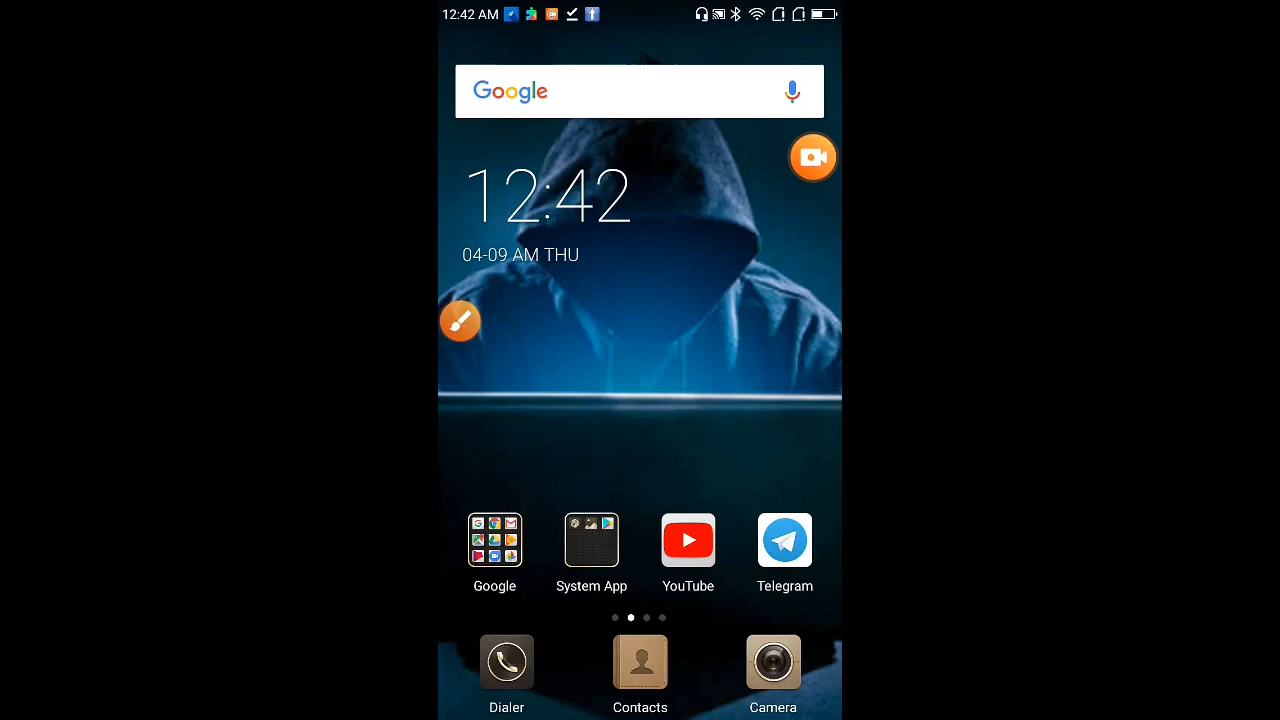 12:42 AM
Google
12:42
04-09 AM THU
Google
System App
YouTube
Telegram
Dialer
Contacts
Camera